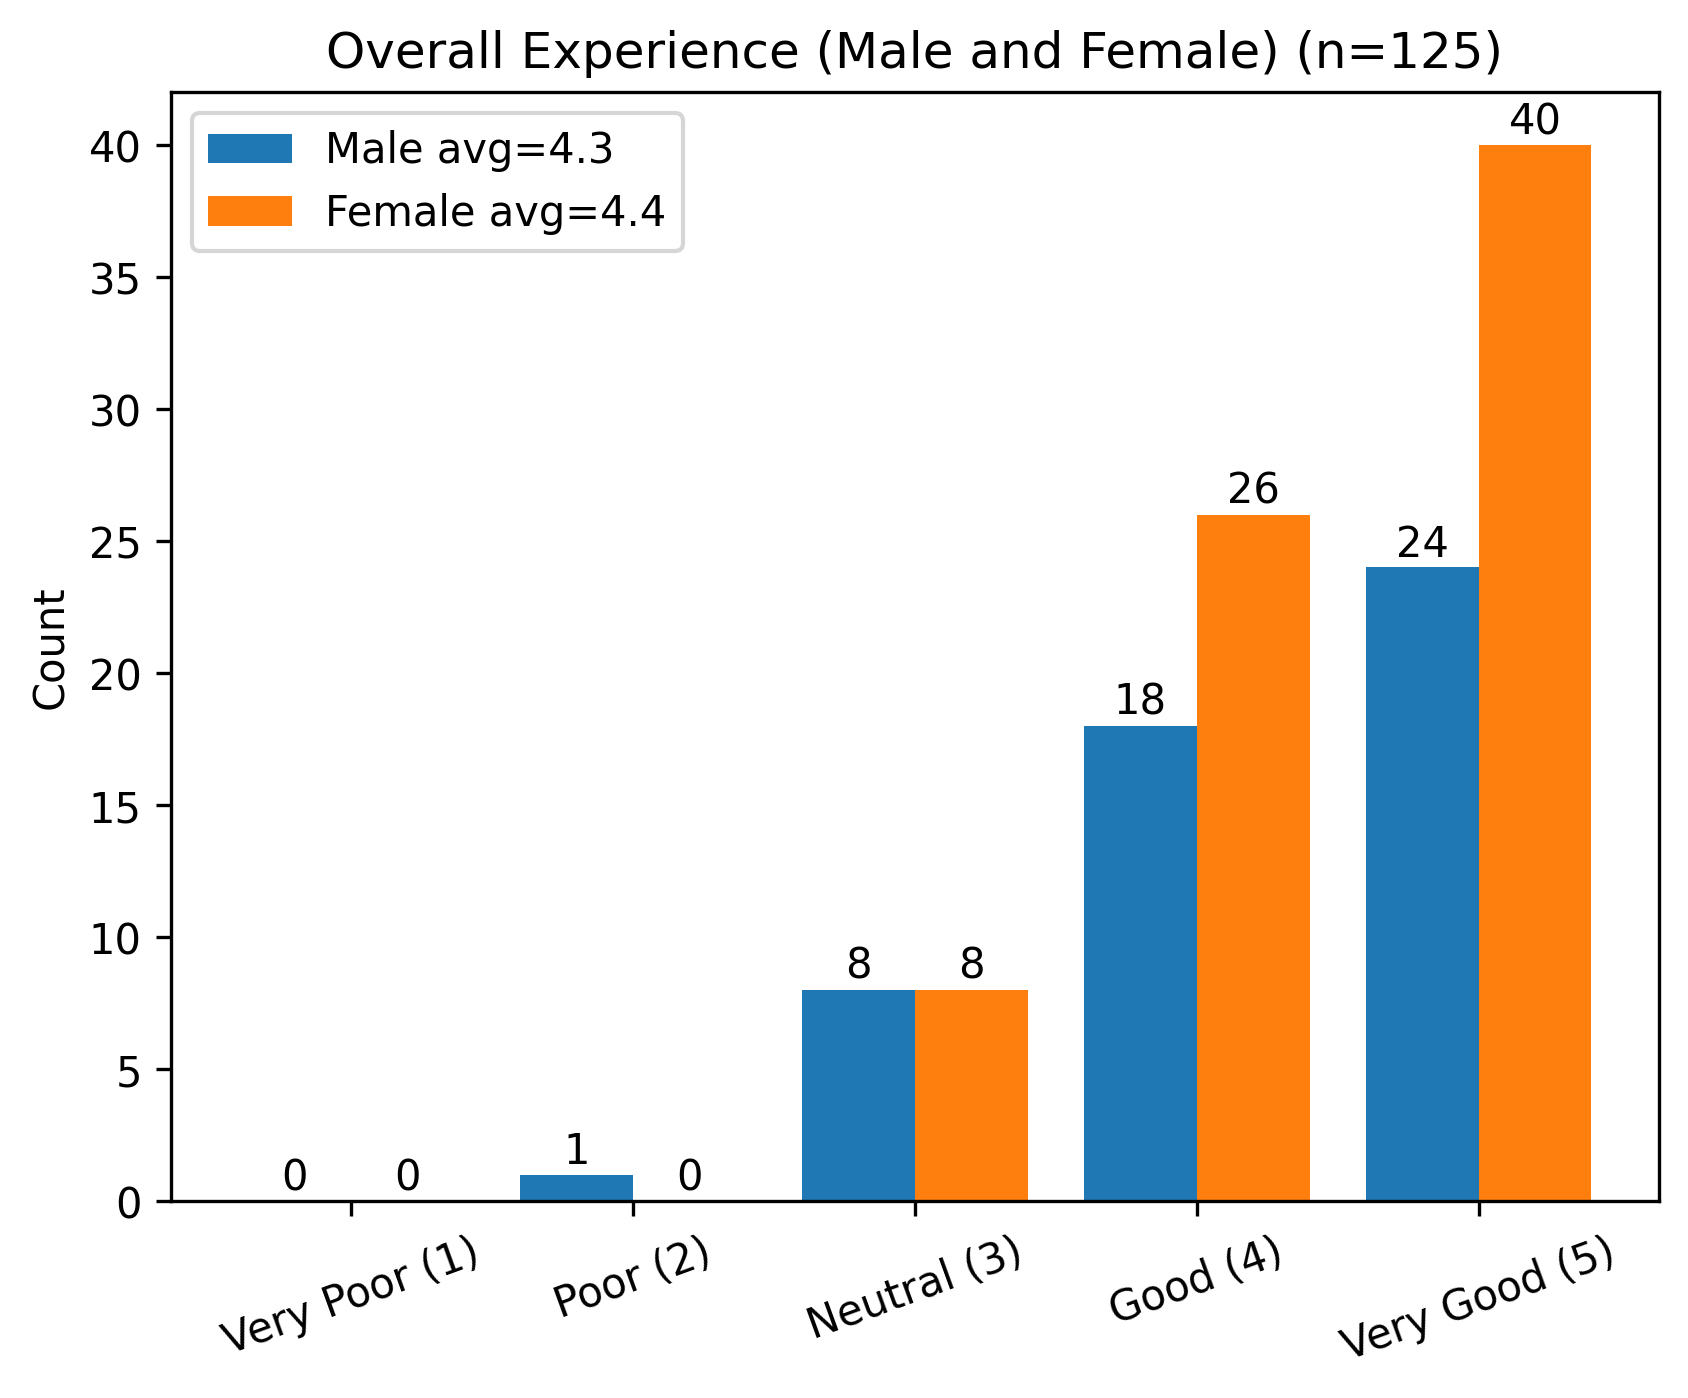 Overall Experience (Male and Female) (n=125)
Male avg=4.3
Female avg=4.4
Count
40
35
30
25
20
15
10
5
0
0
0
1
0
8
8
18
26
24
40
Very Poor (1)
Poor (2)
Neutral (3)
Good (4)
Very Good (5)